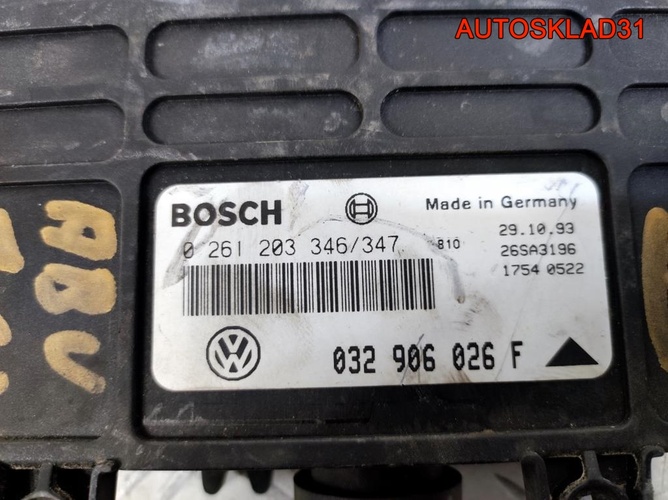 AUTOSKLAD31
BOSCH
Made in Germany
0 261 203 346/347
810
29.10.93
26SA3196
1754 0522
032 906 026 F
ABU